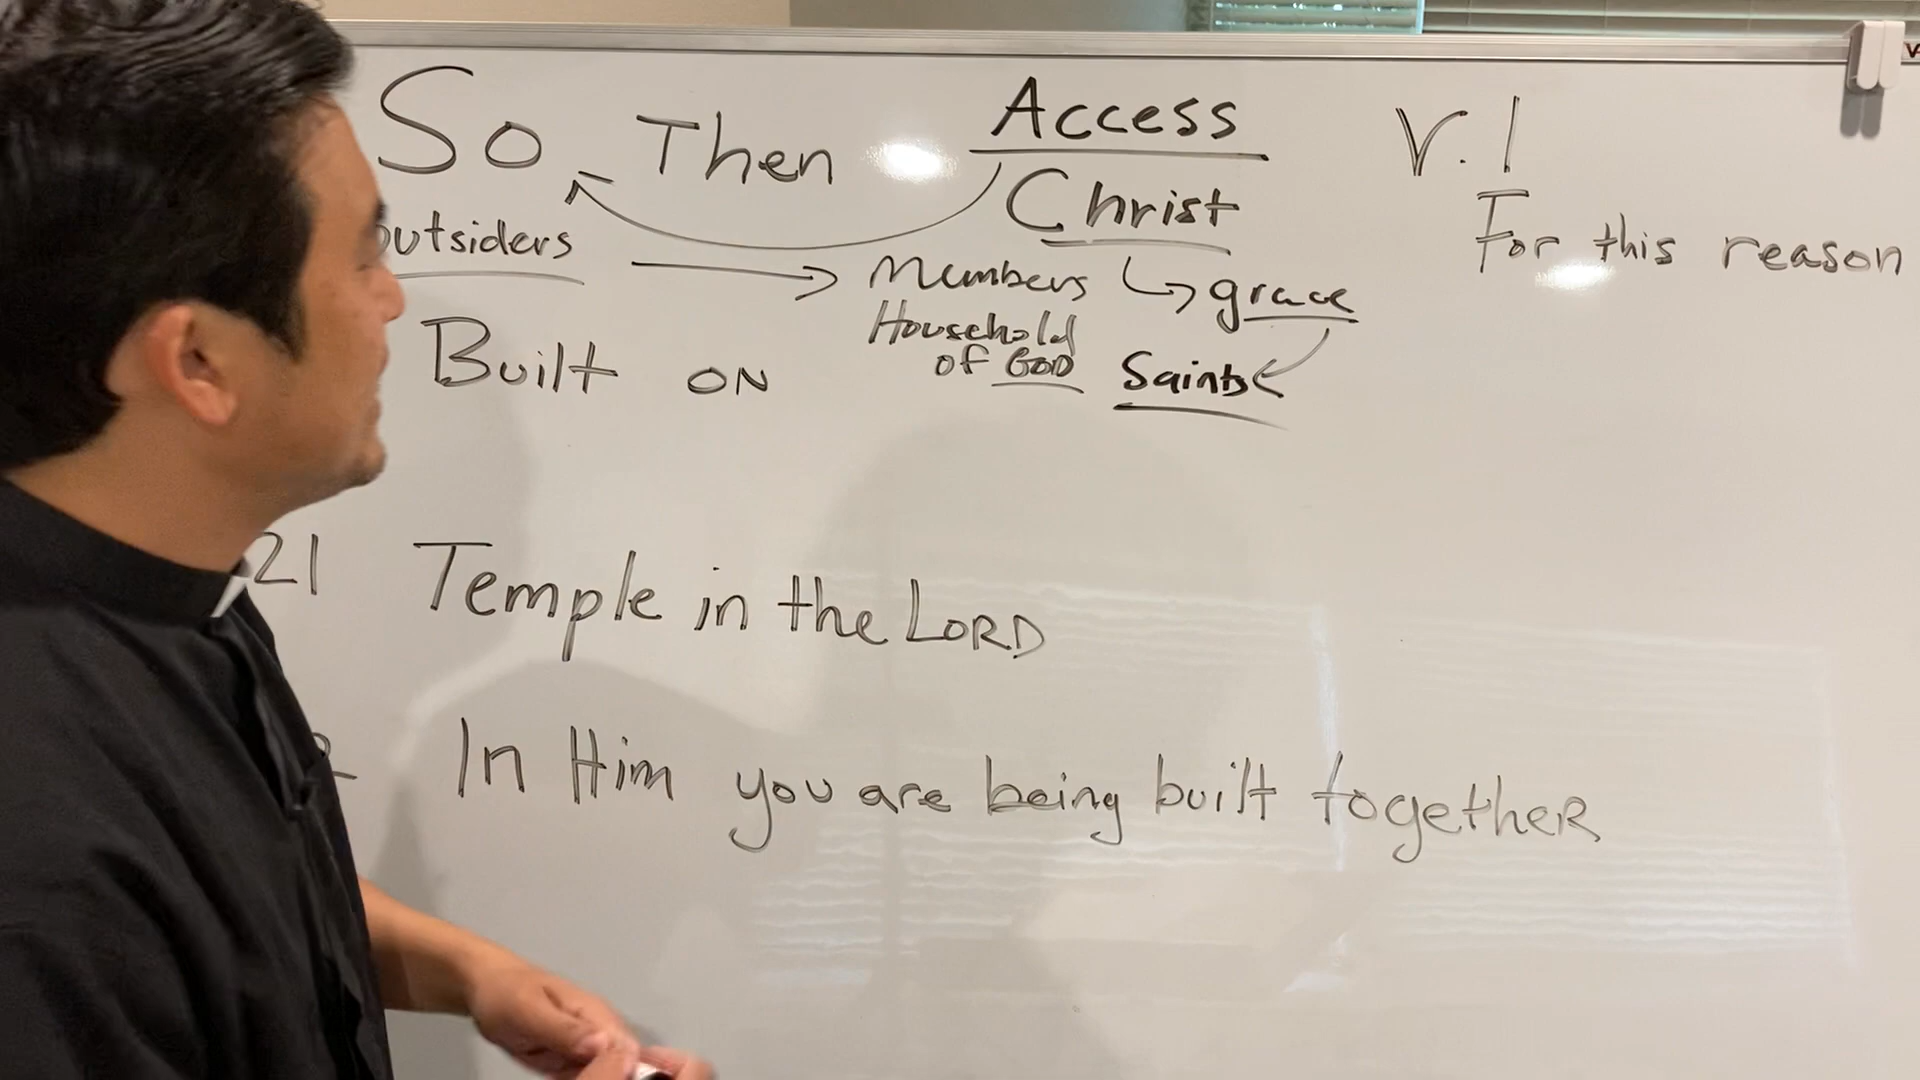 So Then
Access
Christ
V. 1
For this reason
outsiders
Members
Household
of GOD
grace
Saints
Built ON
21 Temple in the LORD
In Him you are being built together